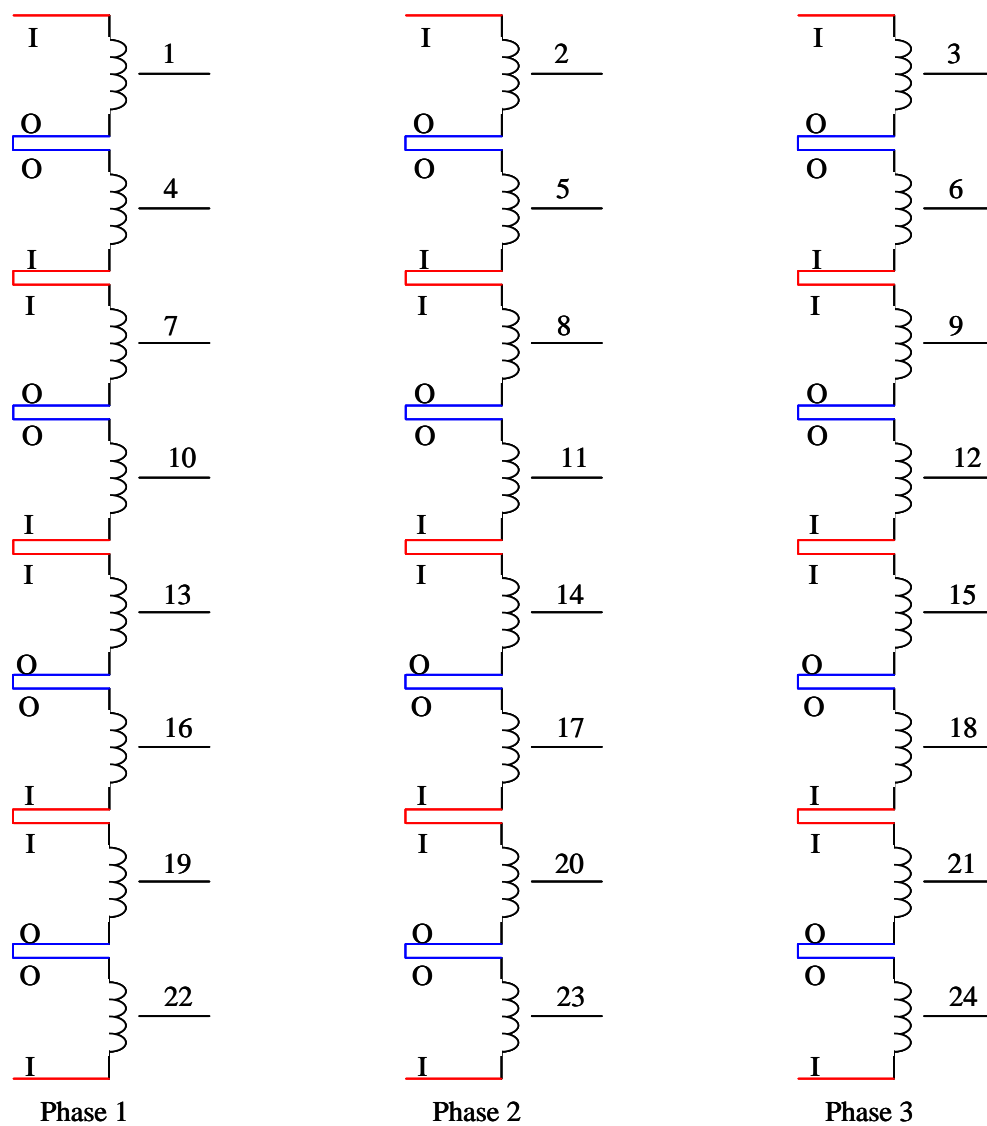 I I I
1 2 3
O O O
O O O
4 5 6
I I I
I I I
7 8 9
O O O
O O O
10 11 12
I I I
I I I
13 14 15
O O O
O O O
16 17 18
I I I
I I I
19 20 21
O O O
O O O
22 23 24
I I I
Phase 1 Phase 2 Phase 3